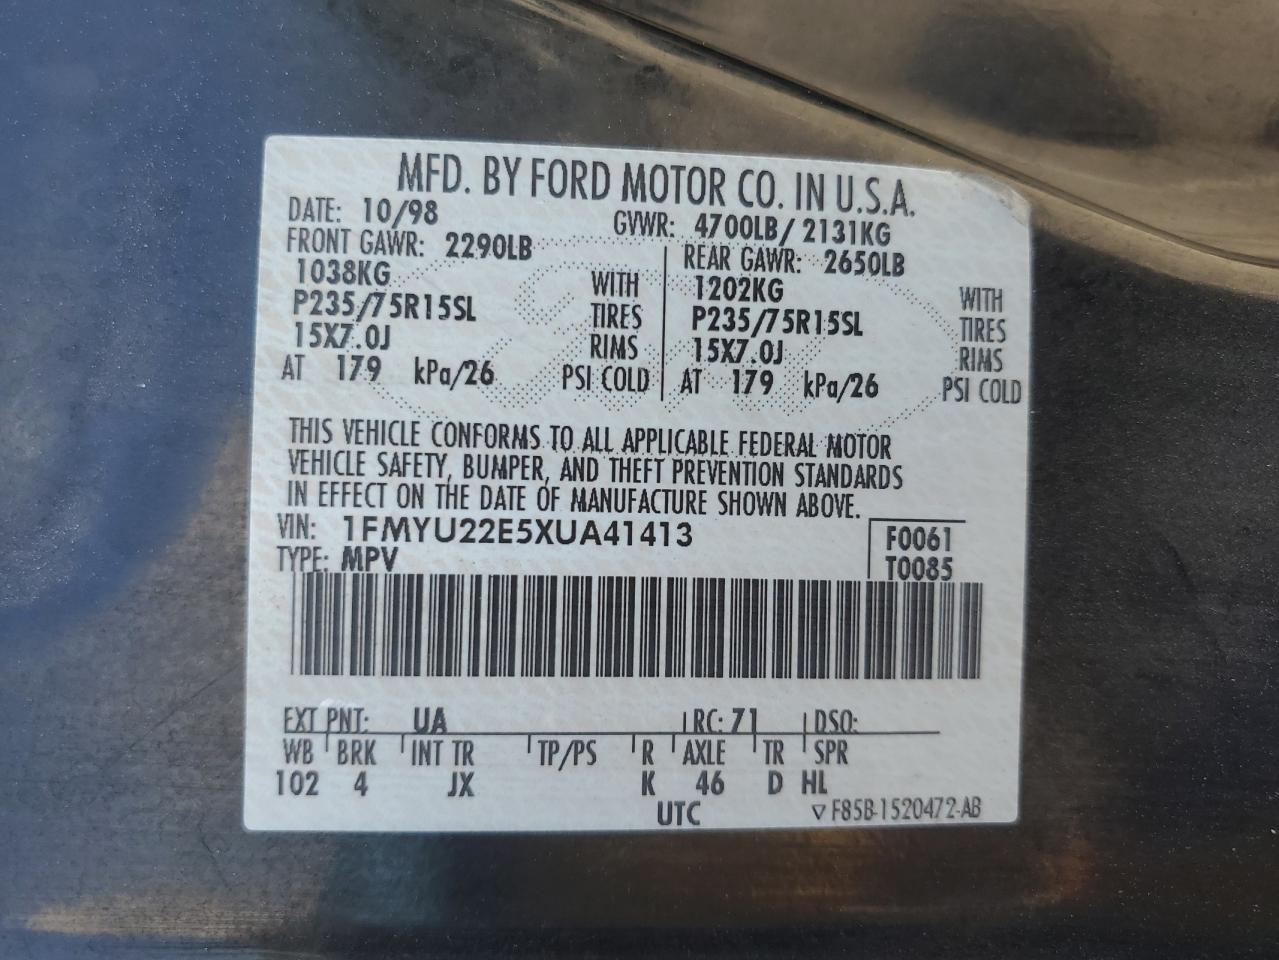 MFD. BY FORD MOTOR CO. IN U.S.A.
DATE: 10/98 GVWR: 4700LB/ 2131KG
FRONT GAWR: 2290LB REAR GAWR: 2650LB
1038KG WITH 1202KG WITH
P235/75R15SL TIRES P235/75R15SL TIRES
15X7.0J RIMS 15X7.0J RIMS
AT 179 kPa/26 PSI COLD AT 179 kPa/26 PSI COLD
THIS VEHICLE CONFORMS TO ALL APPLICABLE FEDERAL MOTOR
VEHICLE SAFETY, BUMPER, AND THEFT PREVENTION STANDARDS
IN EFFECT ON THE DATE OF MANUFACTURE SHOWN ABOVE.
VIN: 1FMYU22E5XUA41413 F0061
TYPE: MPV T0085
EXT PNT: UA RC: 71 DSO:
WB BRK INT TR TP/PS R AXLE TR SPR
102 4 JX K 46 D HL
UTC ▽ F85B-1520472-AB